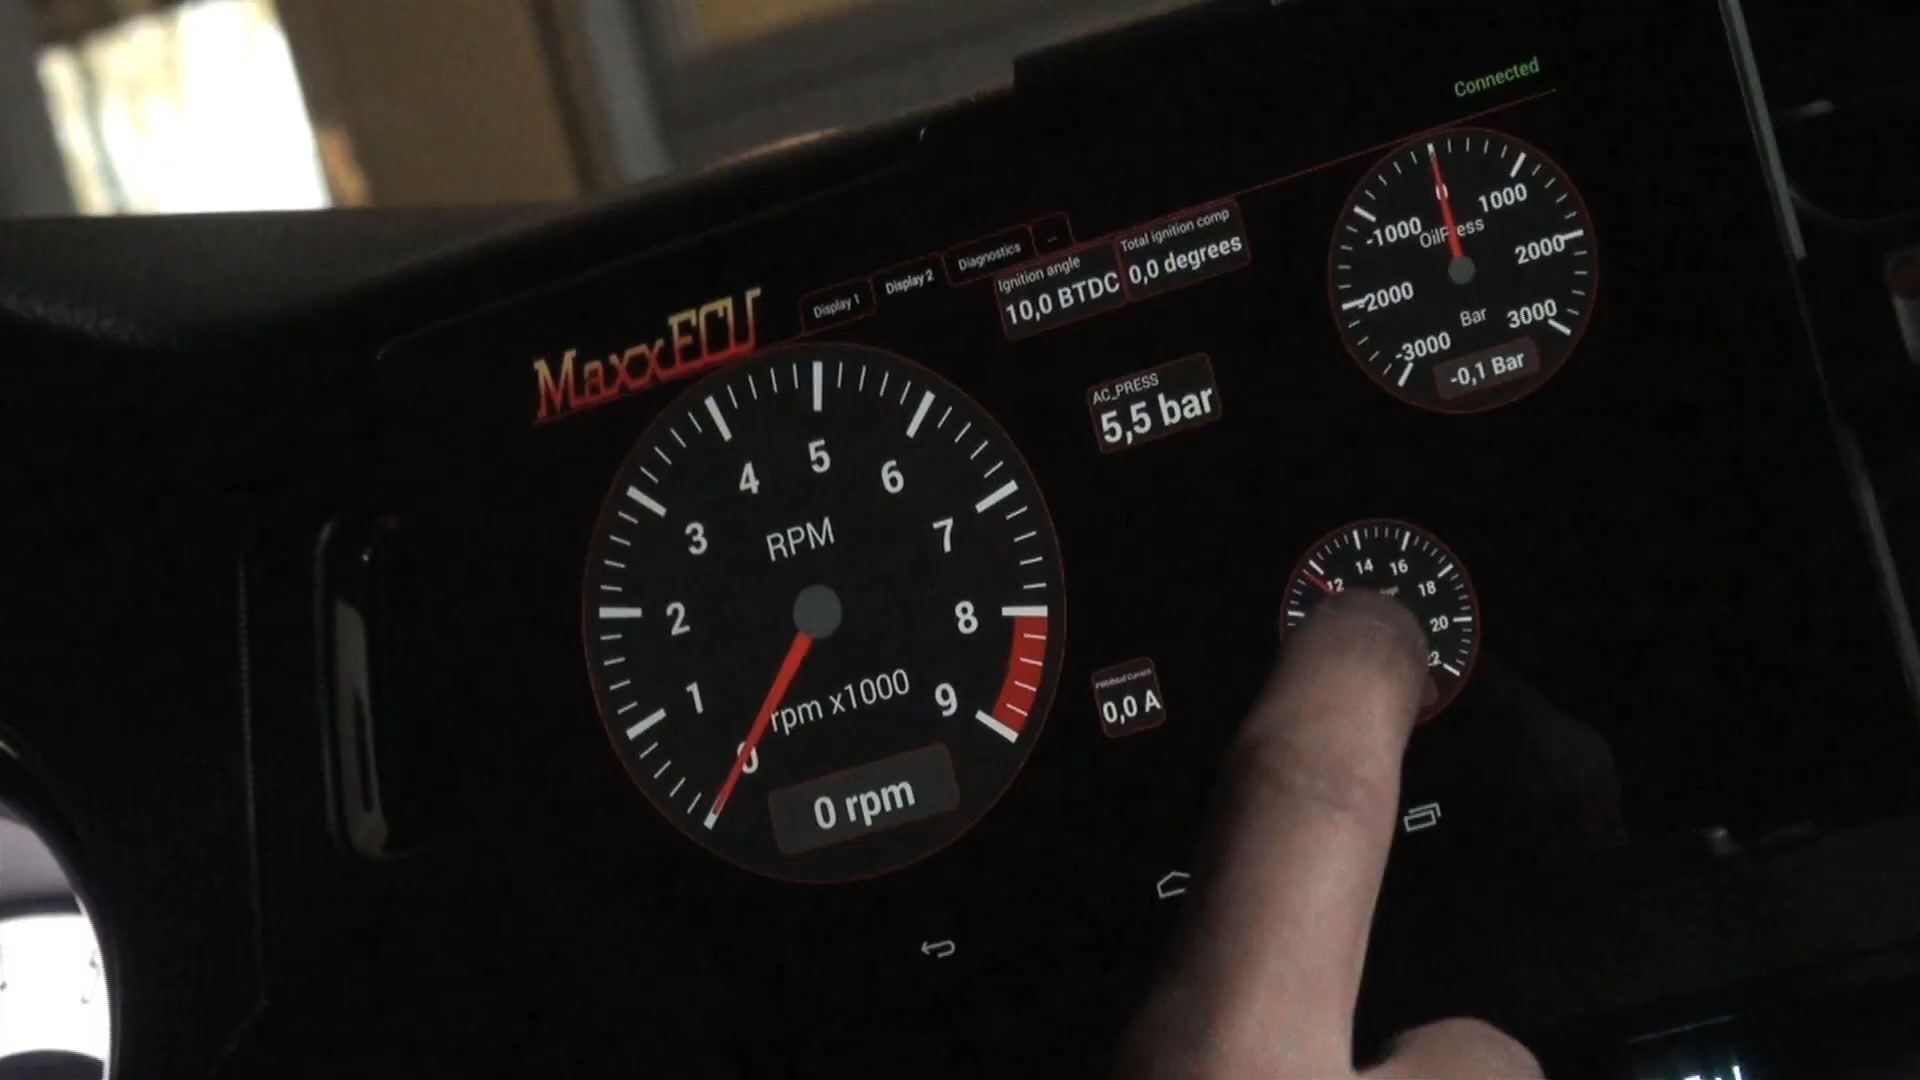 Connected
MaxxECU
Display 1
Display 2
Diagnostics
...
Ignition angle
10,0 BTDC
Total ignition comp
0,0 degrees
-3000
-2000
-1000
0
1000
2000
3000
OilPress
Bar
-0,1 Bar
AC_PRESS
5,5 bar
0
1
2
3
4
5
6
7
8
9
RPM
rpm x1000
0 rpm
12
14
16
18
20
0,0 A